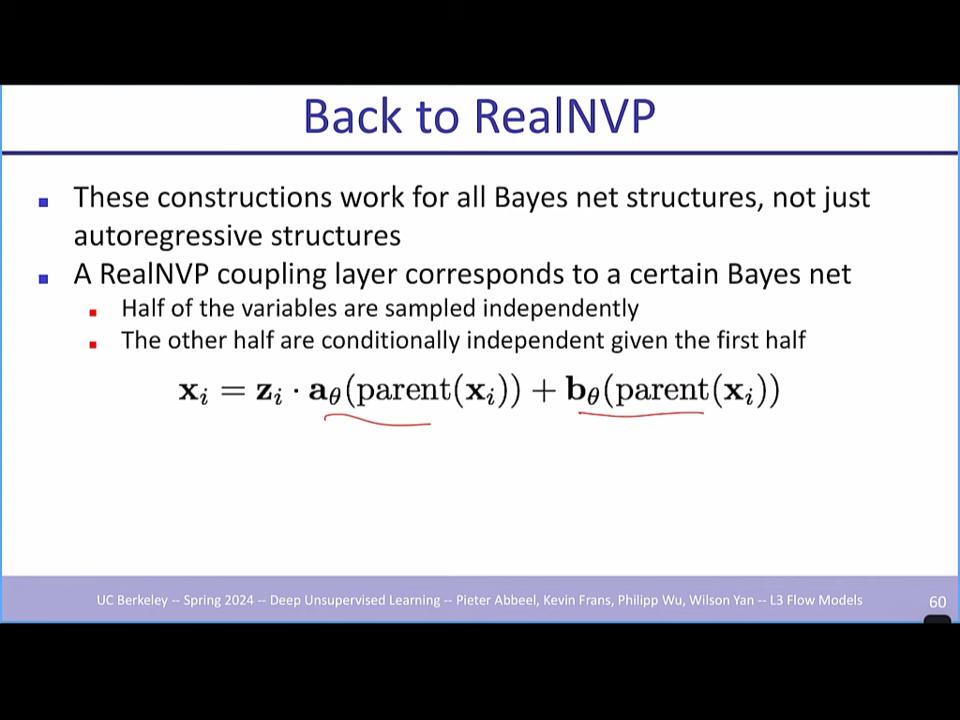 Back to RealNVP
These constructions work for all Bayes net structures, not just
autoregressive structures
A RealNVP coupling layer corresponds to a certain Bayes net
Half of the variables are sampled independently
The other half are conditionally independent given the first half
𝐱ᵢ = 𝐳ᵢ · 𝐚_θ(parent(𝐱ᵢ)) + 𝐛_θ(parent(𝐱ᵢ))
UC Berkeley -- Spring 2024 -- Deep Unsupervised Learning -- Pieter Abbeel, Kevin Frans, Philipp Wu, Wilson Yan -- L3 Flow Models
60